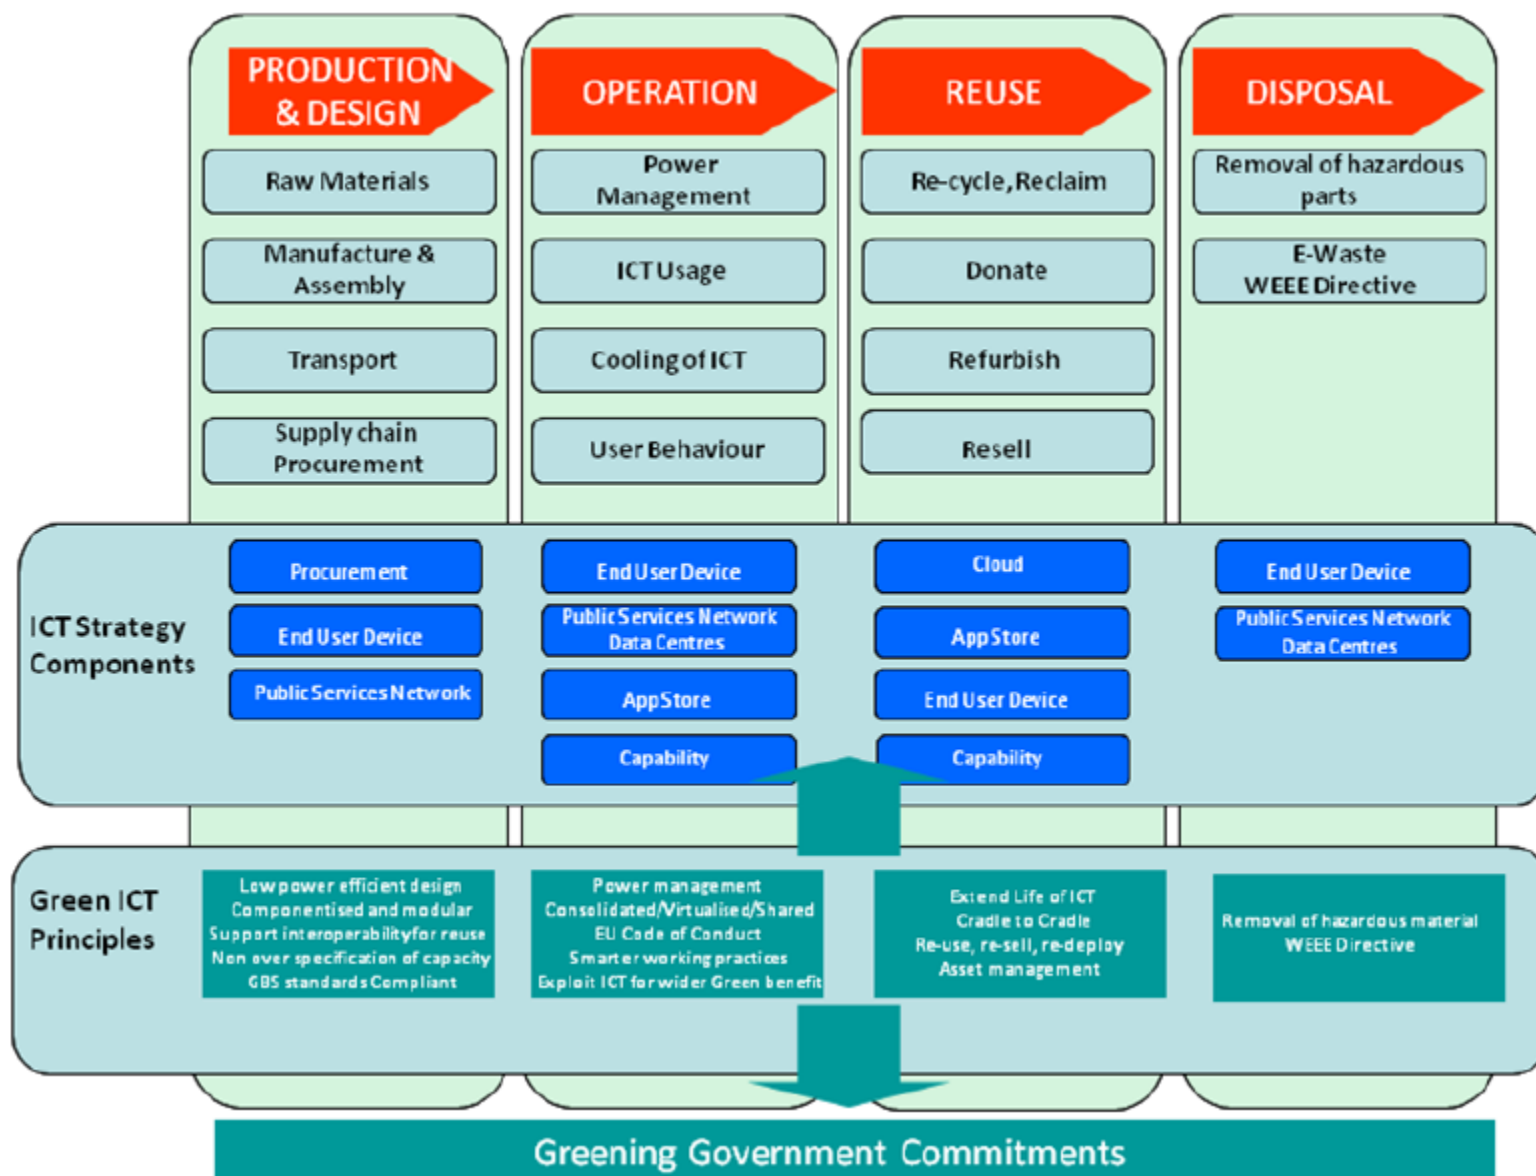 PRODUCTION
& DESIGN
Raw Materials
Manufacture &
Assembly
Transport
Supply chain
Procurement
OPERATION
Power
Management
ICT Usage
Cooling of ICT
User Behaviour
REUSE
Re-cycle, Reclaim
Donate
Refurbish
Resell
DISPOSAL
Removal of hazardous
parts
E-Waste
WEEE Directive
ICT Strategy
Components
Procurement
End User Device
Public Services Network
End User Device
Public Services Network
Data Centres
AppStore
Capability
Cloud
AppStore
End User Device
Capability
End User Device
Public Services Network
Data Centres
Green ICT
Principles
Low power efficient design
Componentised and modular
Support interoperability for reuse
Non over specification of capacity
GBS standards Compliant
Power management
Consolidated/Virtualised/Shared
EU Code of Conduct
Smarter working practices
Exploit ICT for wider Green benefit
Extend Life of ICT
Cradle to Cradle
Re-use, re-sell, re-deploy
Asset management
Removal of hazardous material
WEEE Directive
Greening Government Commitments